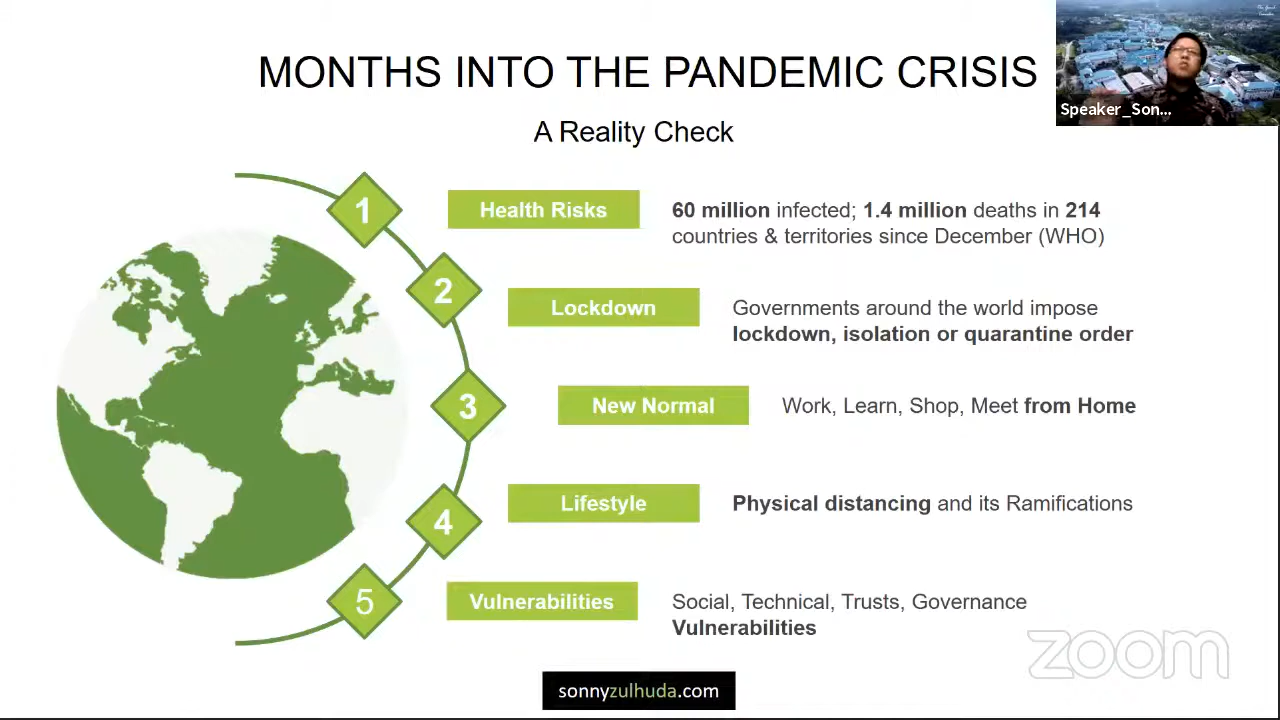 MONTHS INTO THE PANDEMIC CRISIS
A Reality Check
Speaker_Son...
1
Health Risks
60 million infected; 1.4 million deaths in 214
countries & territories since December (WHO)
2
Lockdown
Governments around the world impose
lockdown, isolation or quarantine order
3
New Normal
Work, Learn, Shop, Meet from Home
4
Lifestyle
Physical distancing and its Ramifications
5
Vulnerabilities
Social, Technical, Trusts, Governance
Vulnerabilities
zoom
sonnyzulhuda.com